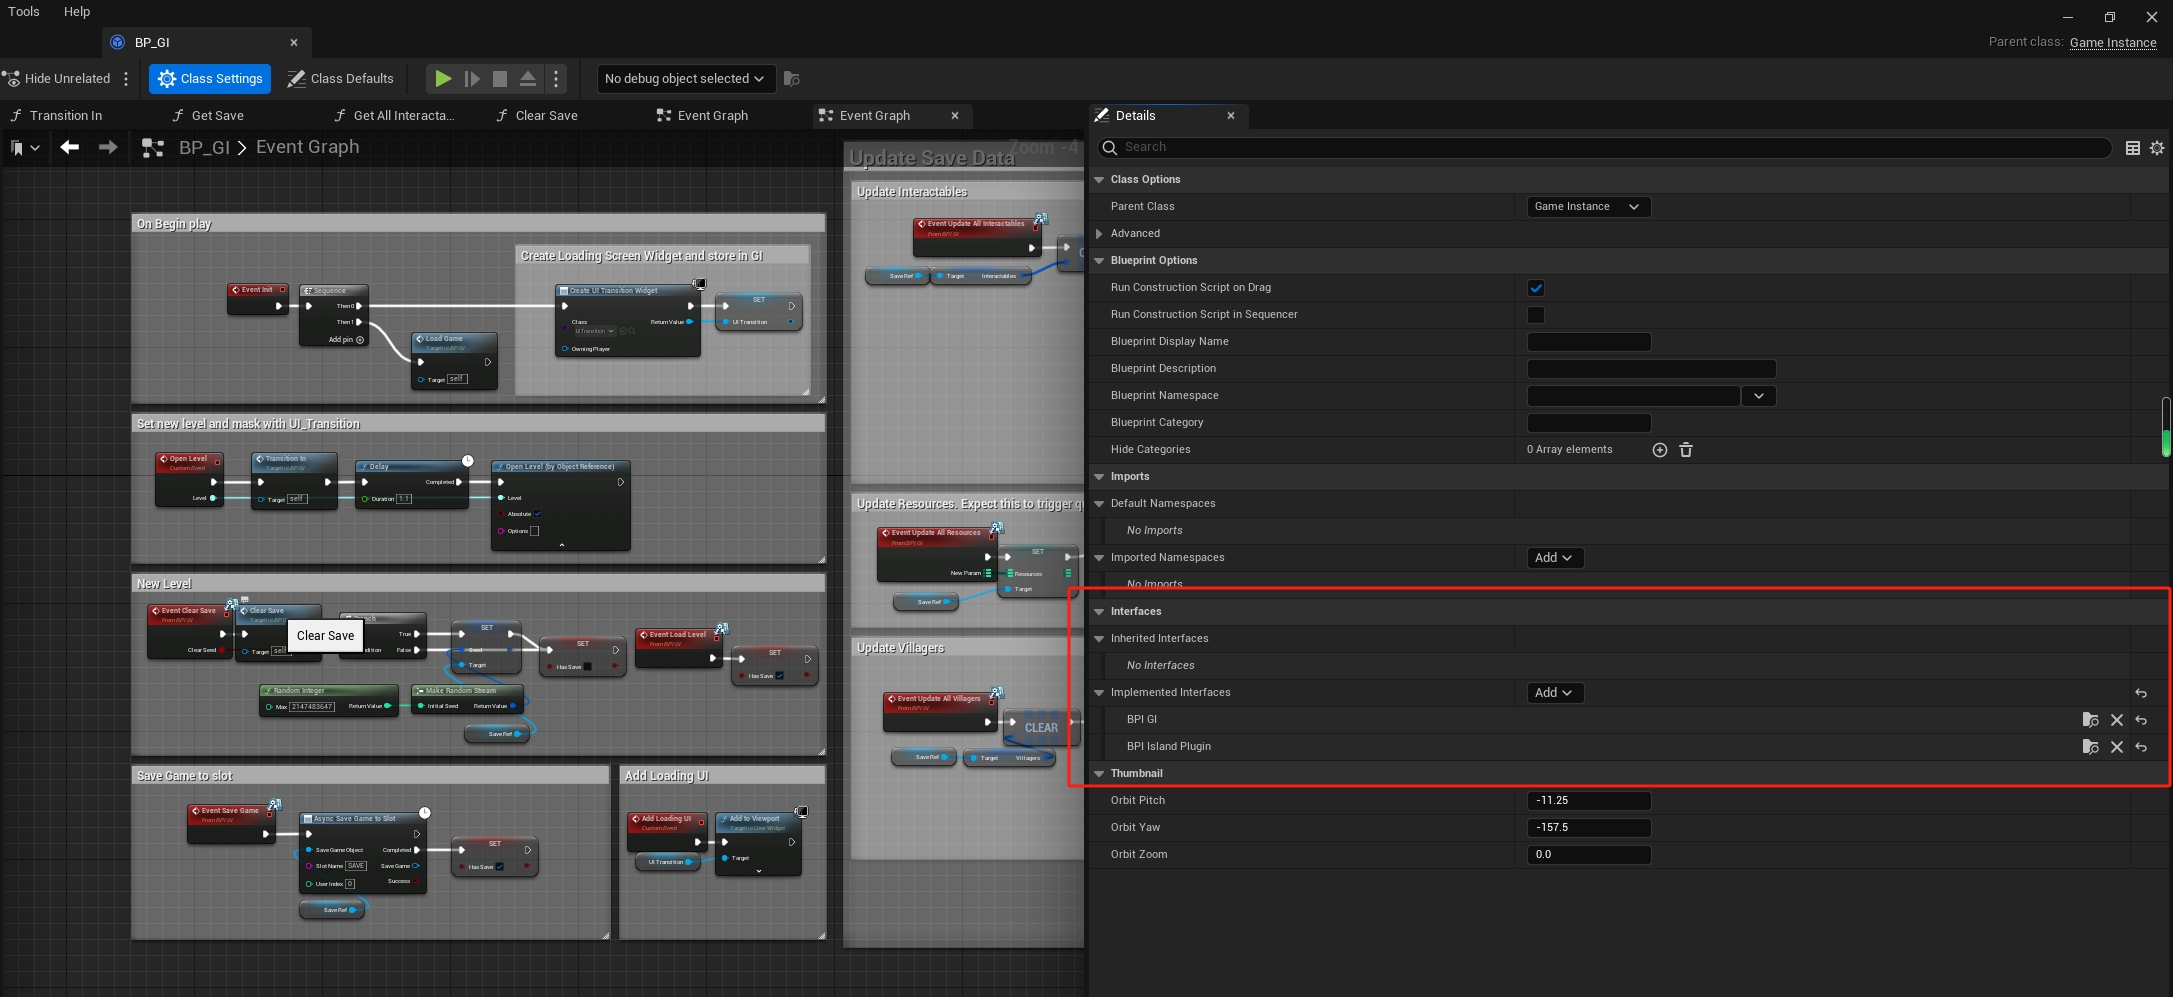 Tools Help
BP_GI
Parent class: Game Instance
Hide Unrelated Class Settings Class Defaults No debug object selected
Transition In Get Save Get All Interacta... Clear Save Event Graph Event Graph
BP_GI > Event Graph
Zoom -4
On Begin play
Create Loading Screen Widget and store in GI
Event Init
Sequence
Then 0
Then 1
Add pin
Load Game
Target is BP GI
Target self
Create UI Transition Widget
Class
UITransition
Return Value
Owning Player
SET
UI Transition
Set new level and mask with UI_Transition
Open Level
Custom Event
Level
Transition In
Target is BP GI
Target self
Delay
Completed
Duration 1.1
Open Level (by Object Reference)
Level
Absolute
Options
New Level
Event Clear Save
From BPI GI
Clear Seed
Clear Save
Target self
Clear Save
True
False
SET
Seed
Target
SET
Has Save
Event Load Level
From BPI GI
SET
Has Save
Random Integer
Max 2147483647 Return Value
Make Random Stream
Initial Seed Return Value
Save Ref
Save Game to slot
Event Save Game
From BPI GI
Async Save Game to Slot
Save Game Object Completed
Slot Name SAVE Save Game
User Index 0 Success
Save Ref
SET
Has Save
Add Loading UI
Add Loading UI
Custom Event
UI Transition
Add to Viewport
Target is User Widget
Target
Update Save Data
Update Interactables
Event Update All Interactables
From BPI GI
Save Ref
Target Interactables
Update Resources. Expect this to trigger
Event Update All Resources
From BPI GI
New Param
SET
Resources
Target
Save Ref
Update Villagers
Event Update All Villagers
From BPI GI
CLEAR
Save Ref
Target Villagers
Details
Search
Class Options
Parent Class Game Instance
Advanced
Blueprint Options
Run Construction Script on Drag
Run Construction Script in Sequencer
Blueprint Display Name
Blueprint Description
Blueprint Namespace
Blueprint Category
Hide Categories 0 Array elements
Imports
Default Namespaces
No Imports
Imported Namespaces Add
No Imports
Interfaces
Inherited Interfaces
No Interfaces
Implemented Interfaces Add
BPI GI
BPI Island Plugin
Thumbnail
Orbit Pitch -11.25
Orbit Yaw -157.5
Orbit Zoom 0.0